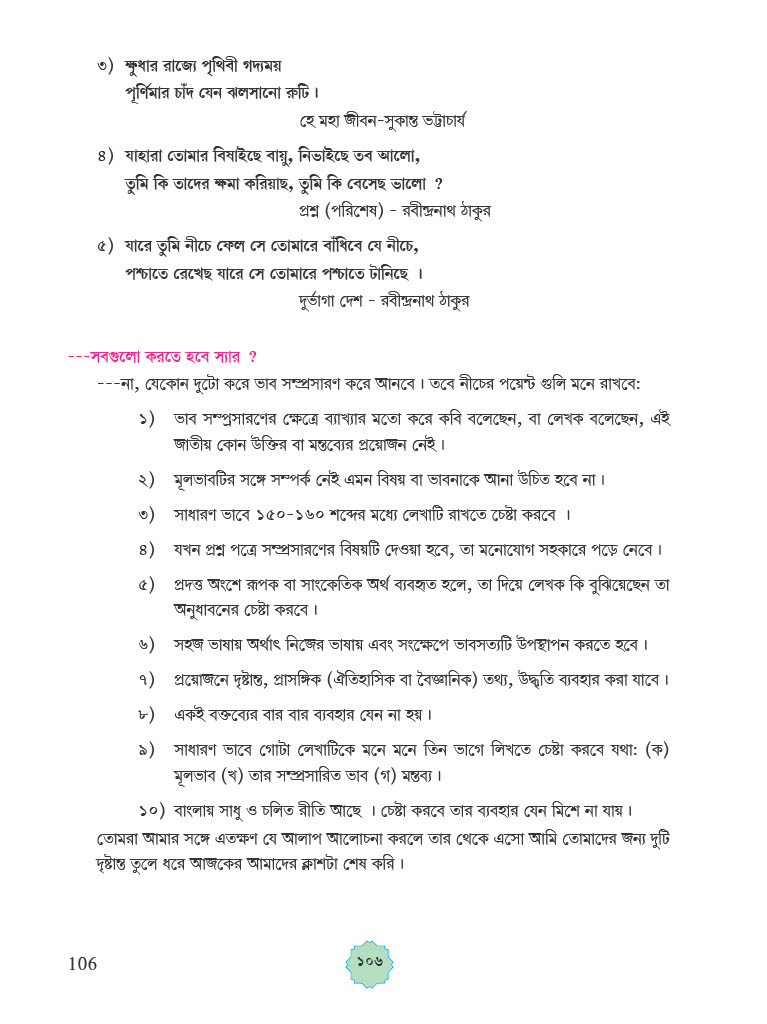 ৩) ক্ষুধার রাজ্যে পৃথিবী গদ্যময়
পূর্ণিমার চাঁদ যেন ঝলসানো রুটি।
হে মহা জীবন-সুকান্ত ভট্টাচার্য
৪) যাহারা তোমার বিষাইছে বায়ু, নিভাইছে তব আলো,
তুমি কি তাদের ক্ষমা করিয়াছ, তুমি কি বেসেছ ভালো ?
প্রশ্ন (পরিশেষ) - রবীন্দ্রনাথ ঠাকুর
৫) যারে তুমি নীচে ফেল সে তোমারে বাঁধিবে যে নীচে,
পশ্চাতে রেখেছ যারে সে তোমারে পশ্চাতে টানিছে ।
দুর্ভাগা দেশ - রবীন্দ্রনাথ ঠাকুর
---সবগুলো করতে হবে স্যার ?
---না, যেকোন দুটো করে ভাব সম্প্রসারণ করে আনবে। তবে নীচের পয়েন্ট গুলি মনে রাখবে:
১) ভাব সম্প্রসারণের ক্ষেত্রে ব্যাখ্যার মতো করে কবি বলেছেন, বা লেখক বলেছেন, এই
জাতীয় কোন উক্তির বা মন্তব্যের প্রয়োজন নেই।
২) মূলভাবটির সঙ্গে সম্পর্ক নেই এমন বিষয় বা ভাবনাকে আনা উচিত হবে না।
৩) সাধারণ ভাবে ১৫০-১৬০ শব্দের মধ্যে লেখাটি রাখতে চেষ্টা করবে ।
৪) যখন প্রশ্ন পত্রে সম্প্রসারণের বিষয়টি দেওয়া হবে, তা মনোযোগ সহকারে পড়ে নেবে।
৫) প্রদত্ত অংশে রূপক বা সাংকেতিক অর্থ ব্যবহৃত হলে, তা দিয়ে লেখক কি বুঝিয়েছেন তা
অনুধাবনের চেষ্টা করবে।
৬) সহজ ভাষায় অর্থাৎ নিজের ভাষায় এবং সংক্ষেপে ভাবসত্যটি উপস্থাপন করতে হবে।
৭) প্রয়োজনে দৃষ্টান্ত, প্রাসঙ্গিক (ঐতিহাসিক বা বৈজ্ঞানিক) তথ্য, উদ্ধৃতি ব্যবহার করা যাবে।
৮) একই বক্তব্যের বার বার ব্যবহার যেন না হয়।
৯) সাধারণ ভাবে গোটা লেখাটিকে মনে মনে তিন ভাগে লিখতে চেষ্টা করবে যথা: (ক)
মূলভাব (খ) তার সম্প্রসারিত ভাব (গ) মন্তব্য।
১০) বাংলায় সাধু ও চলিত রীতি আছে । চেষ্টা করবে তার ব্যবহার যেন মিশে না যায়।
তোমরা আমার সঙ্গে এতক্ষণ যে আলাপ আলোচনা করলে তার থেকে এসো আমি তোমাদের জন্য দুটি
দৃষ্টান্ত তুলে ধরে আজকের আমাদের ক্লাশটা শেষ করি।
106
১০৬